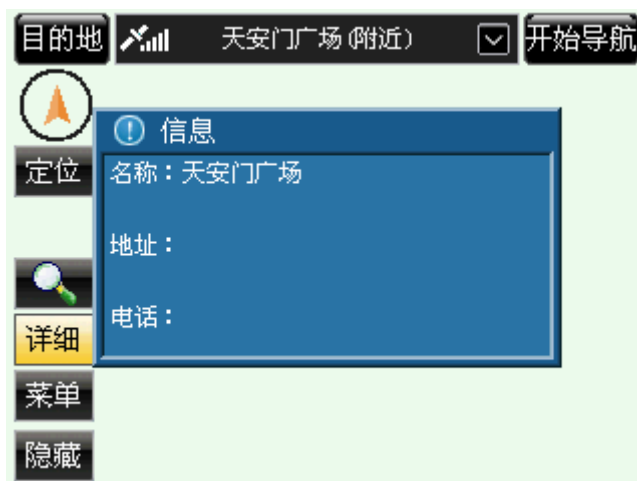 目的地 天安门广场(附近) 开始导航
信息
定位
名称：天安门广场
地址：
电话：
详细
菜单
隐藏